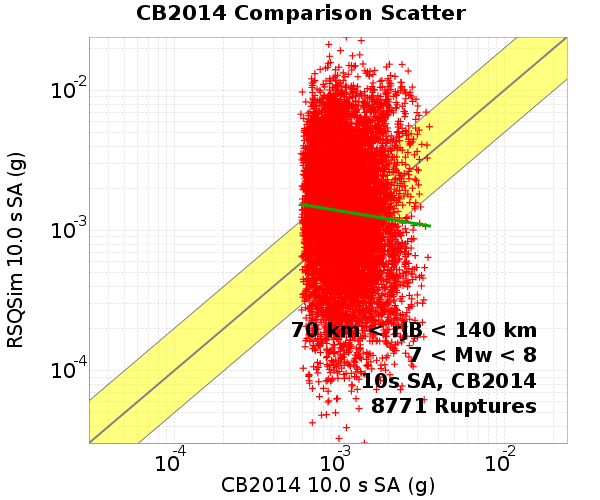 CB2014 Comparison Scatter
RSQSim 10.0 s SA (g)
10-2
10-3
10-4
70 km < rJB < 140 km
7 < Mw < 8
10s SA, CB2014
8771 Ruptures
10-4 10-3 10-2
CB2014 10.0 s SA (g)